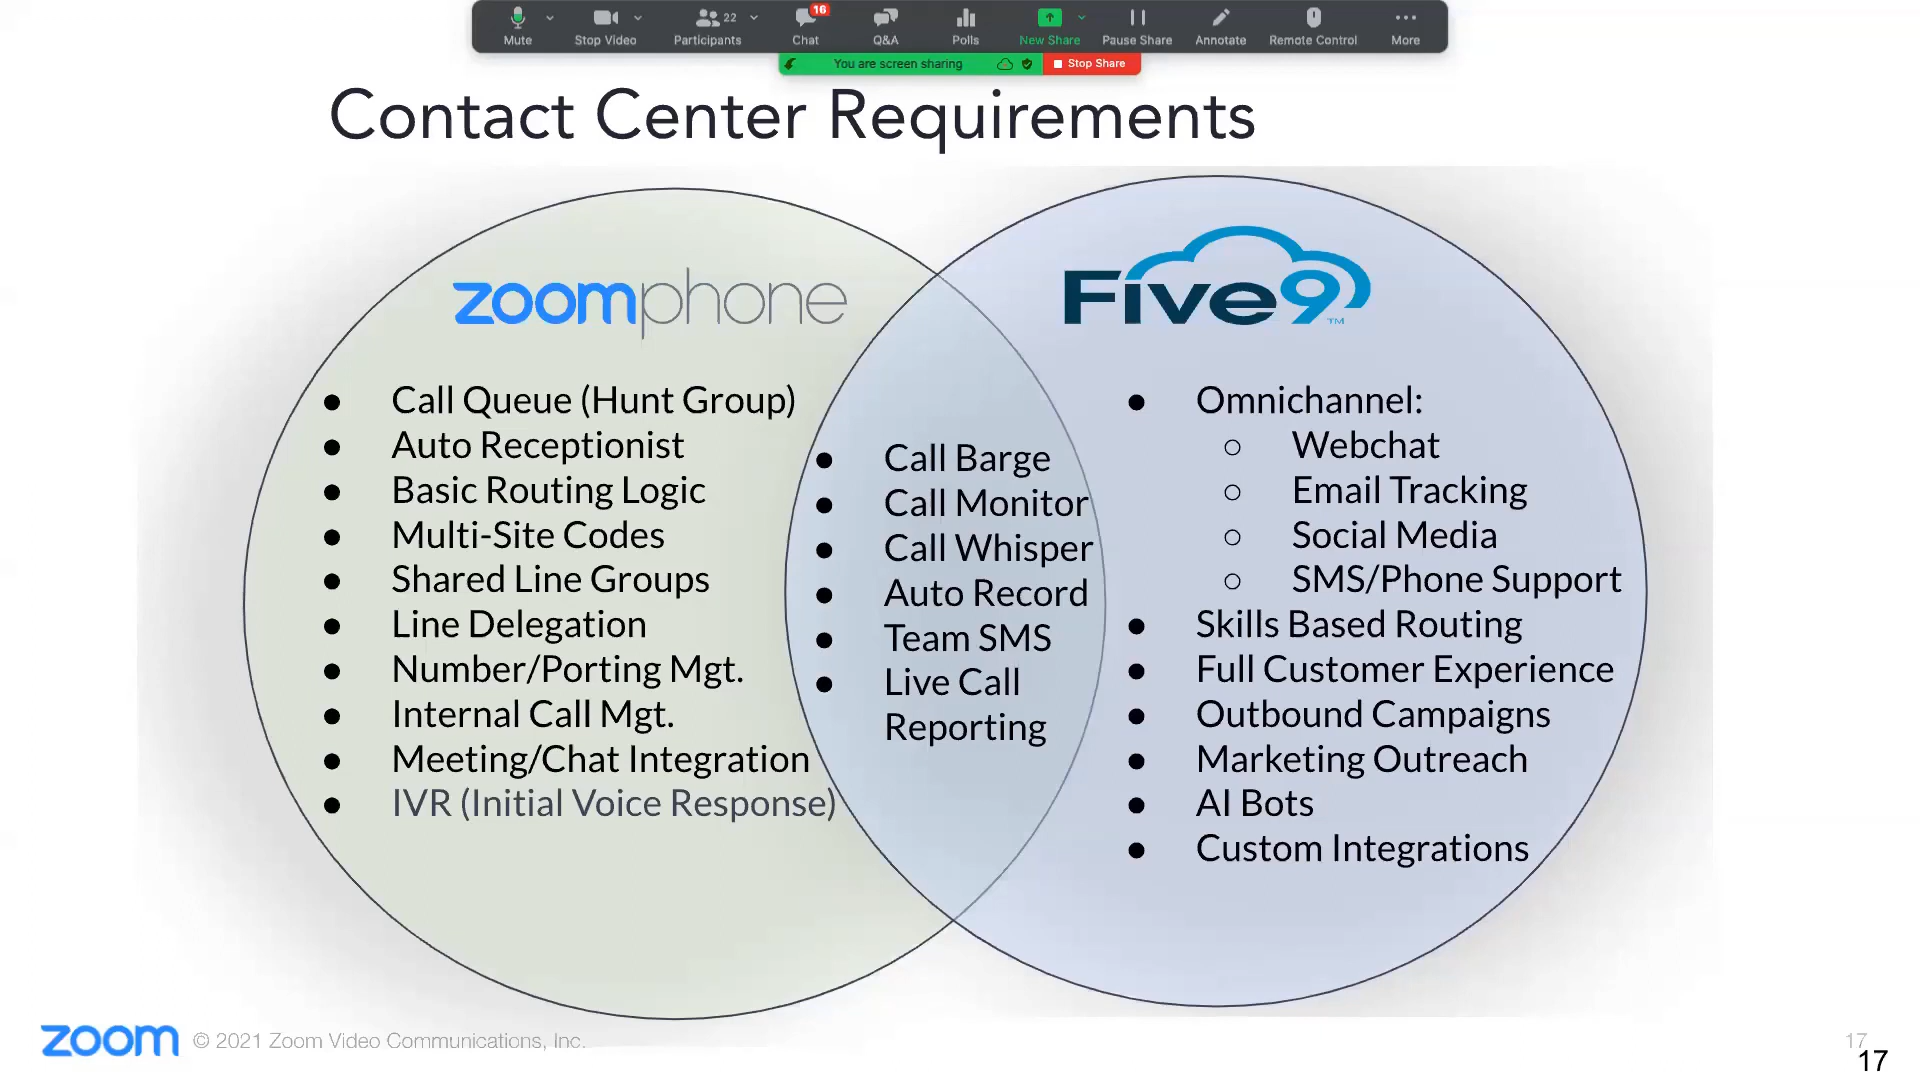 Mute
Stop Video
22
Participants
16
Chat
Q&A
Polls
New Share
Pause Share
Annotate
Remote Control
More
You are screen sharing
Stop Share
Contact Center Requirements
zoomphone
Call Queue (Hunt Group)
Auto Receptionist
Basic Routing Logic
Multi-Site Codes
Shared Line Groups
Line Delegation
Number/Porting Mgt.
Internal Call Mgt.
Meeting/Chat Integration
IVR (Initial Voice Response)
Call Barge
Call Monitor
Call Whisper
Auto Record
Team SMS
Live Call
Reporting
Five9™
Omnichannel:
Webchat
Email Tracking
Social Media
SMS/Phone Support
Skills Based Routing
Full Customer Experience
Outbound Campaigns
Marketing Outreach
AI Bots
Custom Integrations
zoom © 2021 Zoom Video Communications, Inc.
17
17